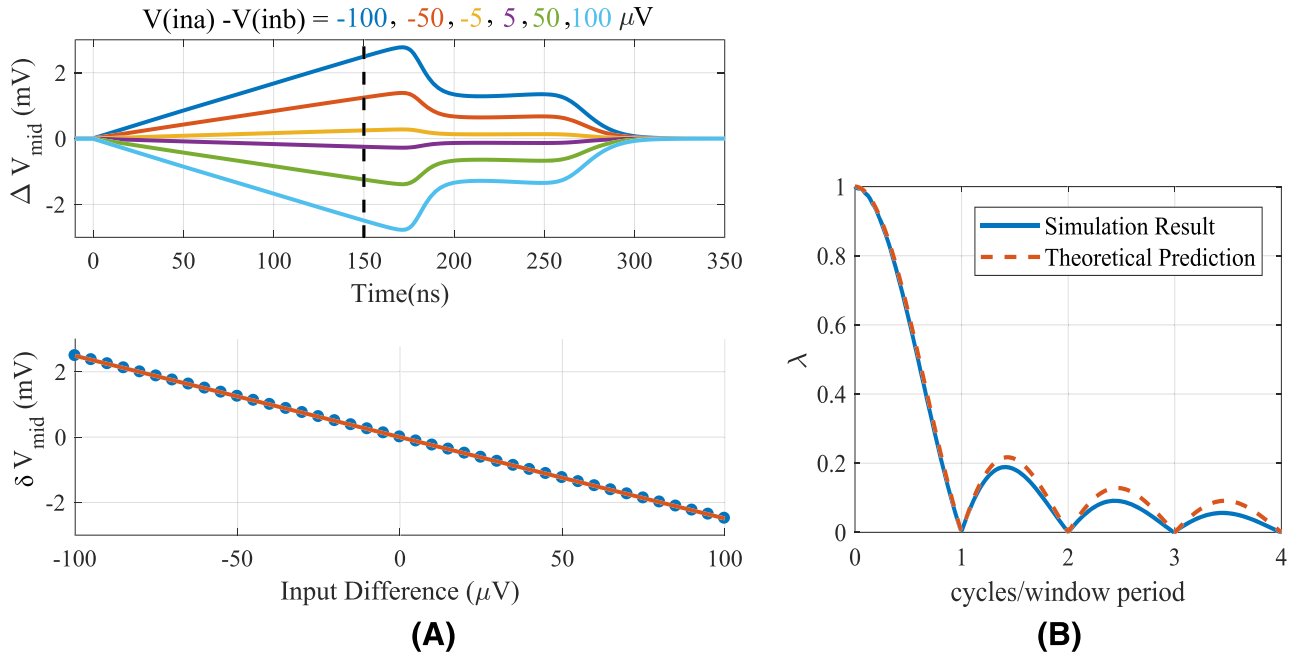 V(ina) -V(inb) = -100, -50, -5, 5, 50, 100 μV
2
0
-2
Δ V_mid (mV)
0 50 100 150 200 250 300 350
Time(ns)
2
0
-2
δ V_mid (mV)
-100 -50 0 50 100
Input Difference (μV)
(A)
1
0.8
0.6
0.4
0.2
0
λ
Simulation Result
Theoretical Prediction
0 1 2 3 4
cycles/window period
(B)